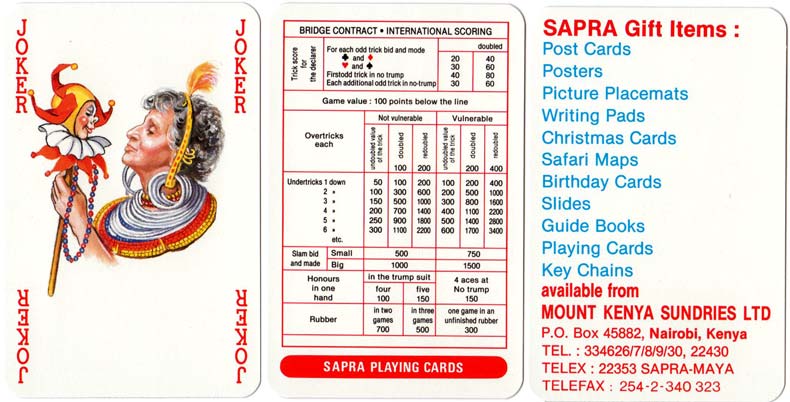 JOKER
JOKER
JOKER
JOKER
BRIDGE CONTRACT • INTERNATIONAL SCORING
Trick score for the declarer
For each odd trick bid and mode
doubled
♣ and ♦ 20 40
♥ and ♠ 30 60
Firstodd trick in no trump 40 80
Each additional odd trick in no-trump 30 60
Game value : 100 points below the line
Overtricks each
Not vulnerable Vulnerable
undoubled value of the trick doubled redoubled undoubled value of the trick doubled redoubled
100 200 200 400
Undertricks 1 down 50 100 200 100 200 400
2 " 100 300 600 200 500 1000
3 " 150 500 1000 300 800 1600
4 " 200 700 1400 400 1100 2200
5 " 250 900 1800 500 1400 2800
6 " 300 1100 2200 600 1700 3400
etc.
Slam bid and made
Small 500 750
Big 1000 1500
Honours in one hand
in the trump suit
four 100
five 150
4 aces at No trump 150
Rubber
in two games 700
in three games 500
one game in an unfinished rubber 300
SAPRA PLAYING CARDS
SAPRA Gift Items :
Post Cards
Posters
Picture Placemats
Writing Pads
Christmas Cards
Safari Maps
Birthday Cards
Slides
Guide Books
Playing Cards
Key Chains
available from
MOUNT KENYA SUNDRIES LTD
P.O. Box 45882, Nairobi, Kenya
TEL. : 334626/7/8/9/30, 22430
TELEX : 22353 SAPRA-MAYA
TELEFAX : 254-2-340 323